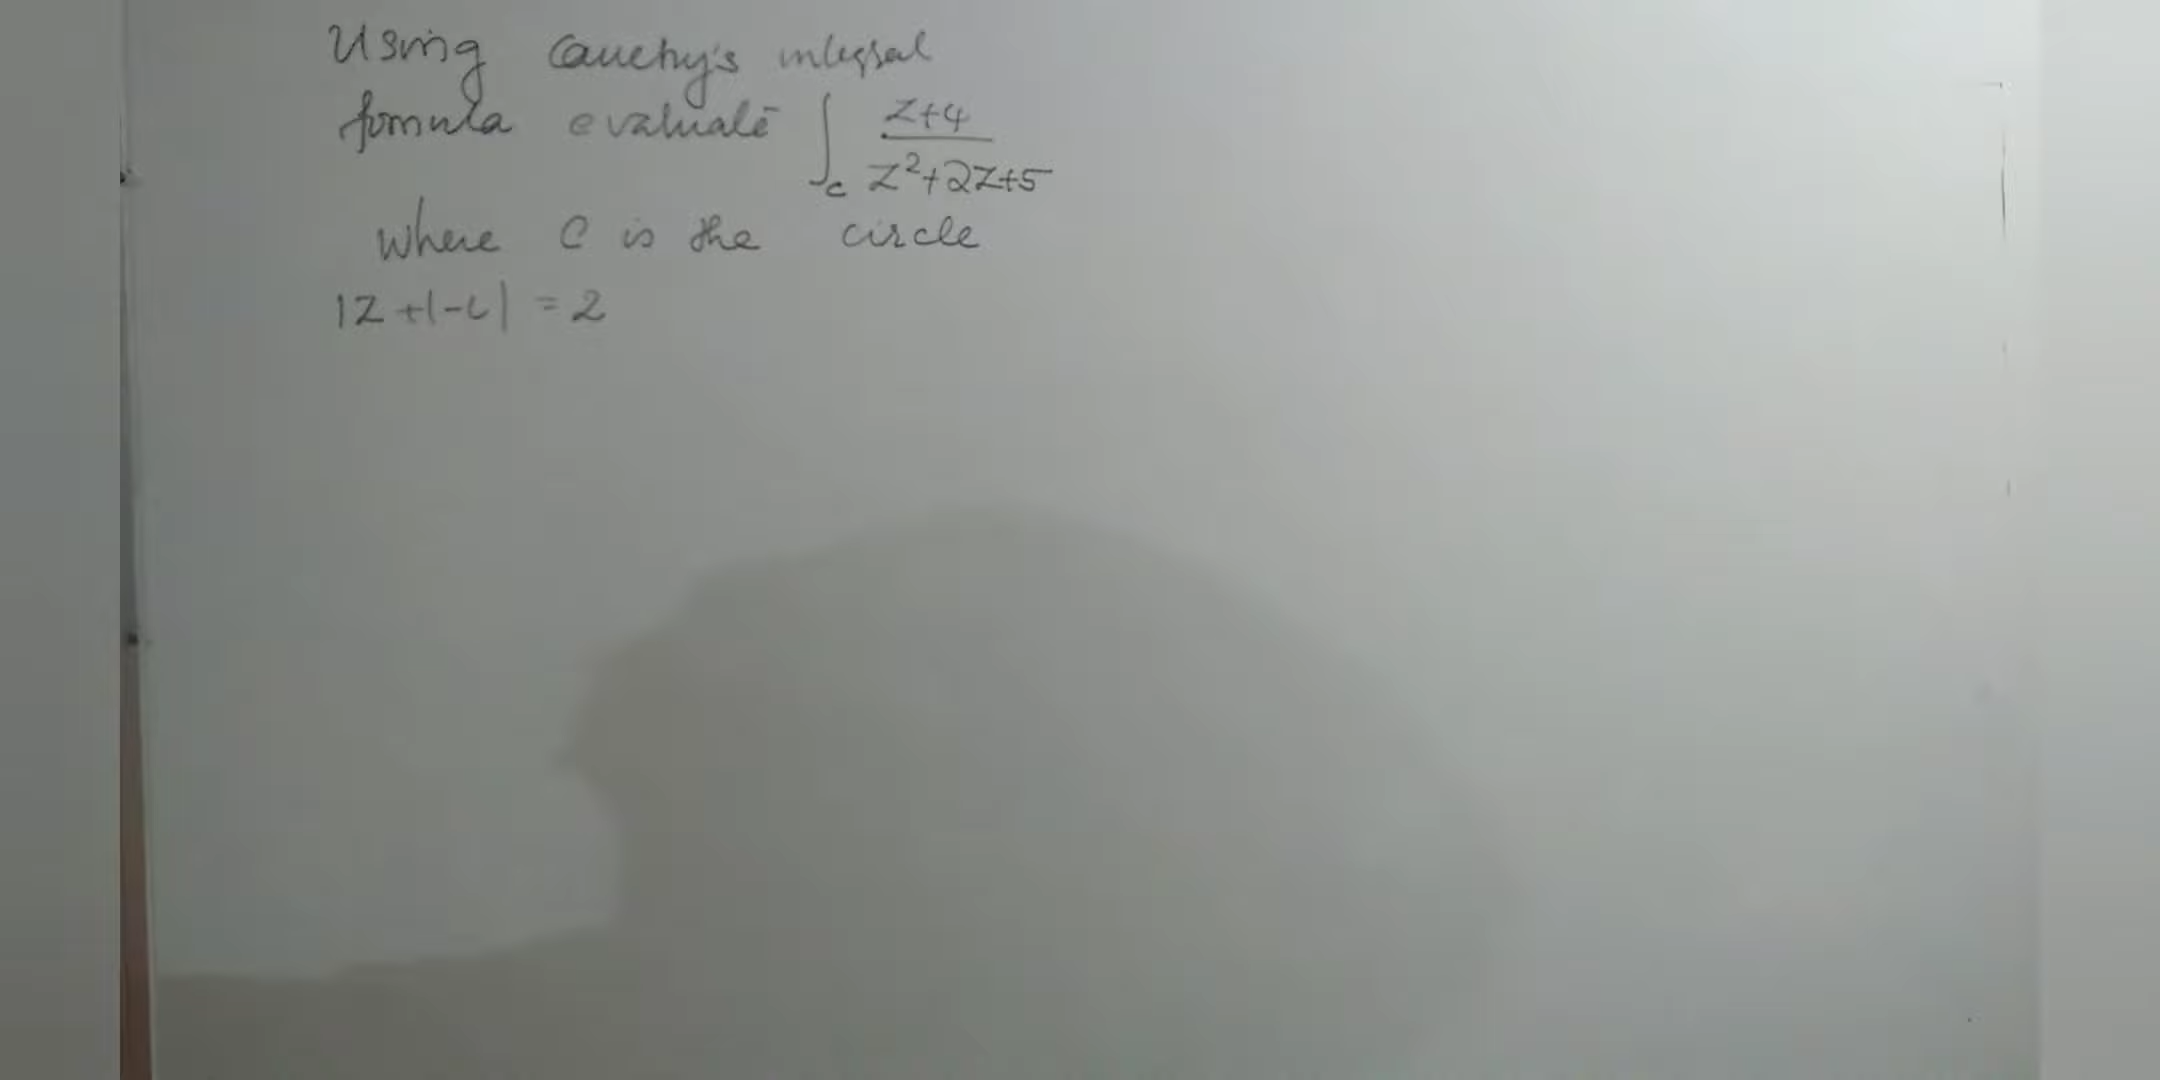 Using Cauchy's integral
formula evaluate ∫_c (z+4)/(z²+2z+5)
where C is the circle
|z+1-i| = 2